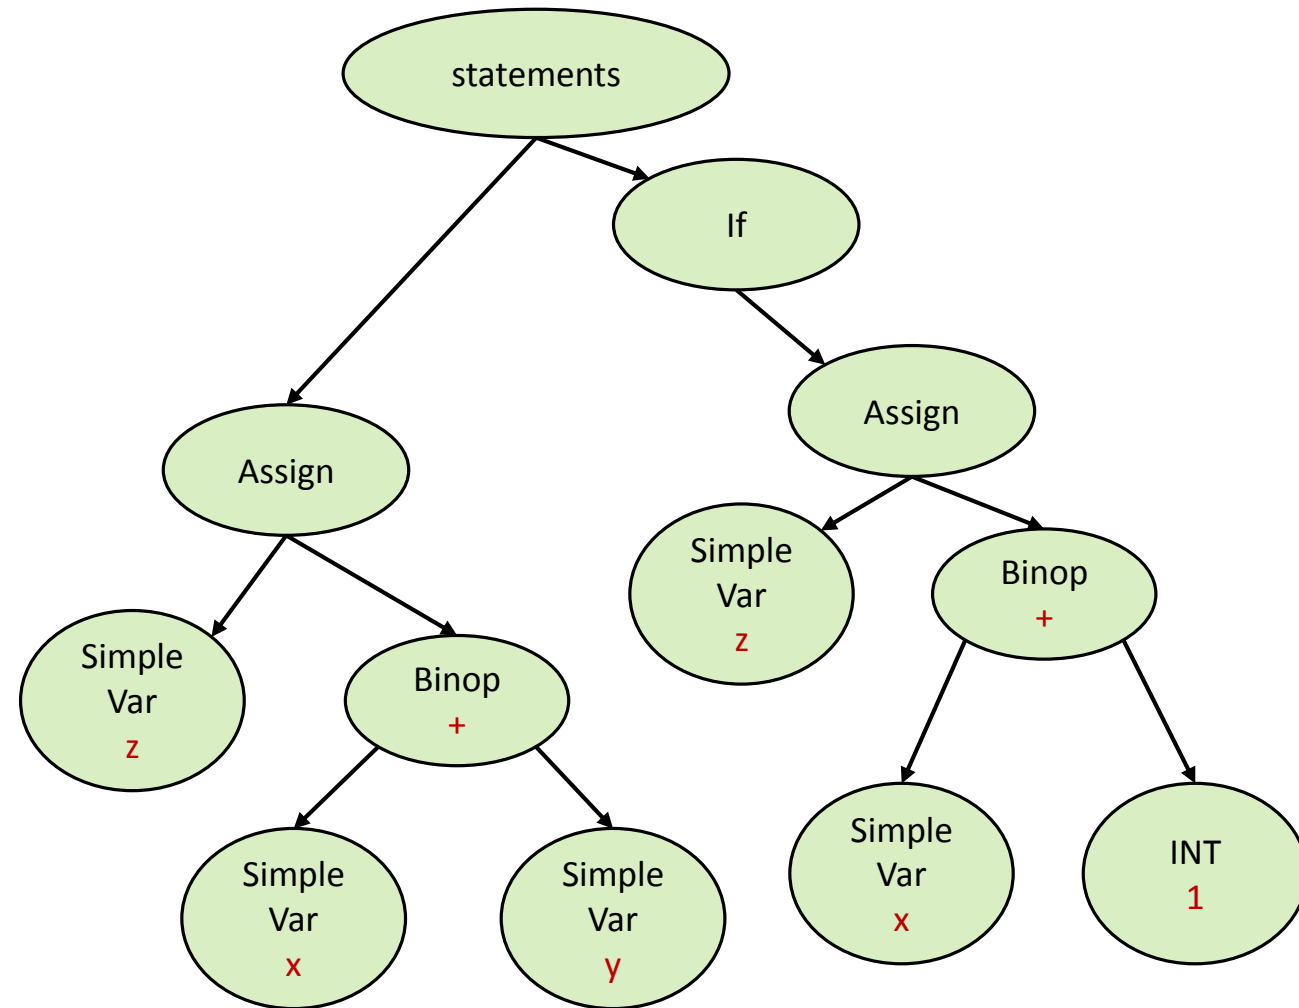 statements
If
Assign
Assign
Simple
Var
z
Binop
+
Simple
Var
z
Binop
+
Simple
Var
x
Simple
Var
y
Simple
Var
x
INT
1